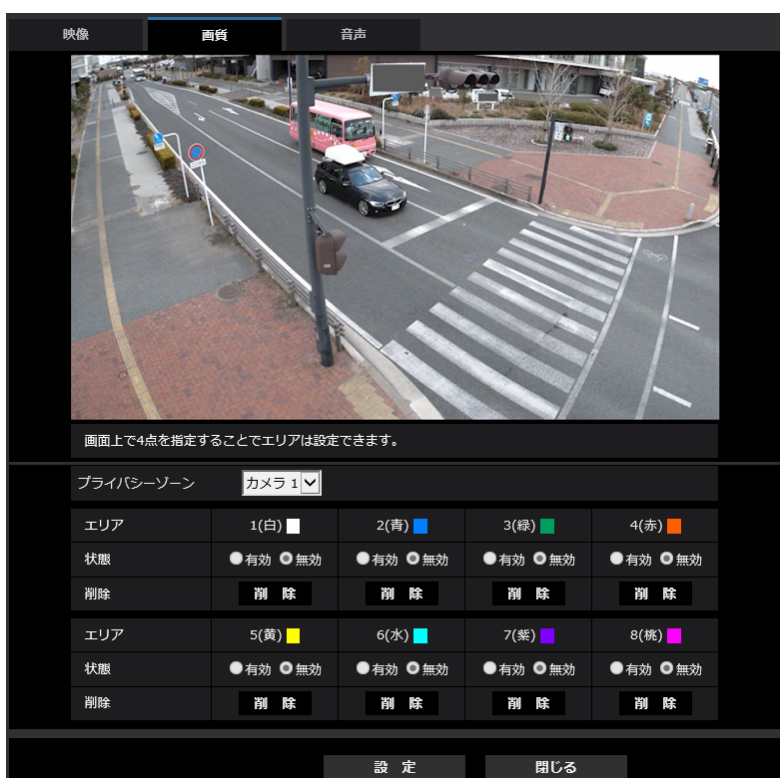 映像 画質 音声
画面上で4点を指定することでエリアは設定できます。
プライバシーゾーン カメラ 1
エリア 1(白) 2(青) 3(緑) 4(赤)
状態 有効 無効 有効 無効 有効 無効 有効 無効
削除 削 除 削 除 削 除 削 除
エリア 5(黄) 6(水) 7(紫) 8(桃)
状態 有効 無効 有効 無効 有効 無効 有効 無効
削除 削 除 削 除 削 除 削 除
設 定 閉じる